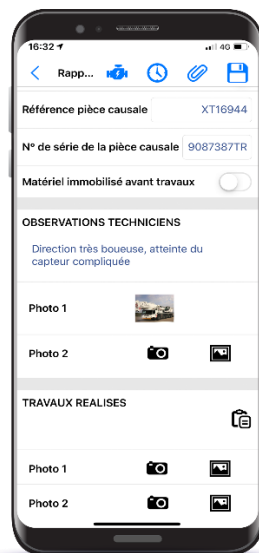 16:32
4G
Rapp...
Référence pièce causale XT16944
N° de série de la pièce causale 9087387TR
Matériel immobilisé avant travaux
OBSERVATIONS TECHNICIENS
Direction très boueuse, atteinte du
capteur compliquée
Photo 1
Photo 2
TRAVAUX REALISES
Photo 1
Photo 2